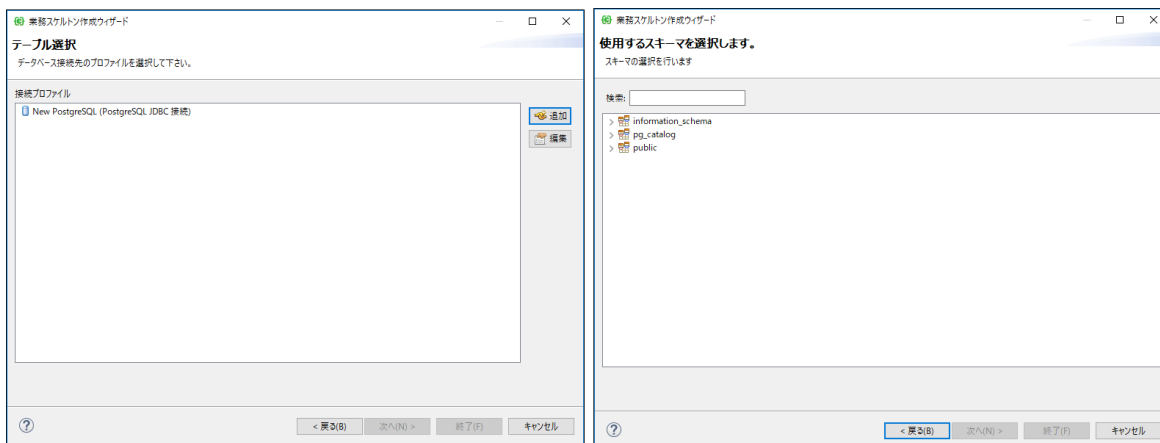 業務スケルトン作成ウィザード
テーブル選択
データベース接続先のプロファイルを選択して下さい。
接続プロファイル
New PostgreSQL (PostgreSQL JDBC 接続)
追加
編集
< 戻る(B)
次へ(N) >
終了(F)
キャンセル
業務スケルトン作成ウィザード
使用するスキーマを選択します。
スキーマの選択を行います
検索:
information_schema
pg_catalog
public
< 戻る(B)
次へ(N) >
終了(F)
キャンセル